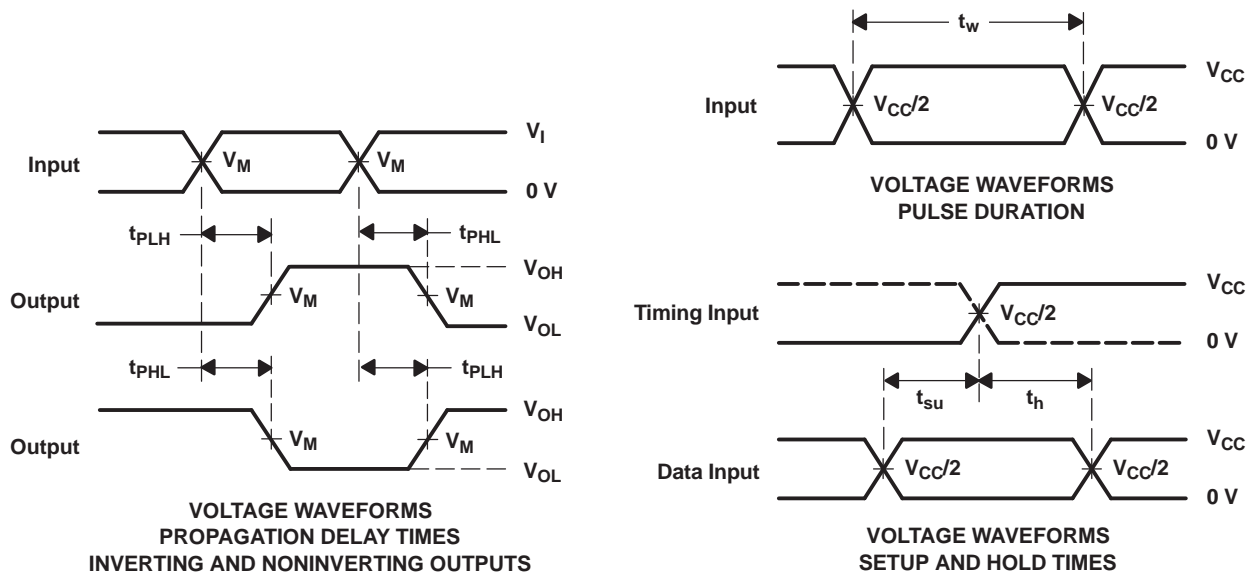 Input
V_M
V_M
V_I
0 V
t_PLH
t_PHL
Output
V_M
V_M
V_OH
V_OL
t_PHL
t_PLH
Output
V_M
V_M
V_OH
V_OL
VOLTAGE WAVEFORMS
PROPAGATION DELAY TIMES
INVERTING AND NONINVERTING OUTPUTS
t_w
Input
V_CC/2
V_CC/2
V_CC
0 V
VOLTAGE WAVEFORMS
PULSE DURATION
Timing Input
V_CC/2
V_CC
0 V
t_su
t_h
Data Input
V_CC/2
V_CC/2
V_CC
0 V
VOLTAGE WAVEFORMS
SETUP AND HOLD TIMES